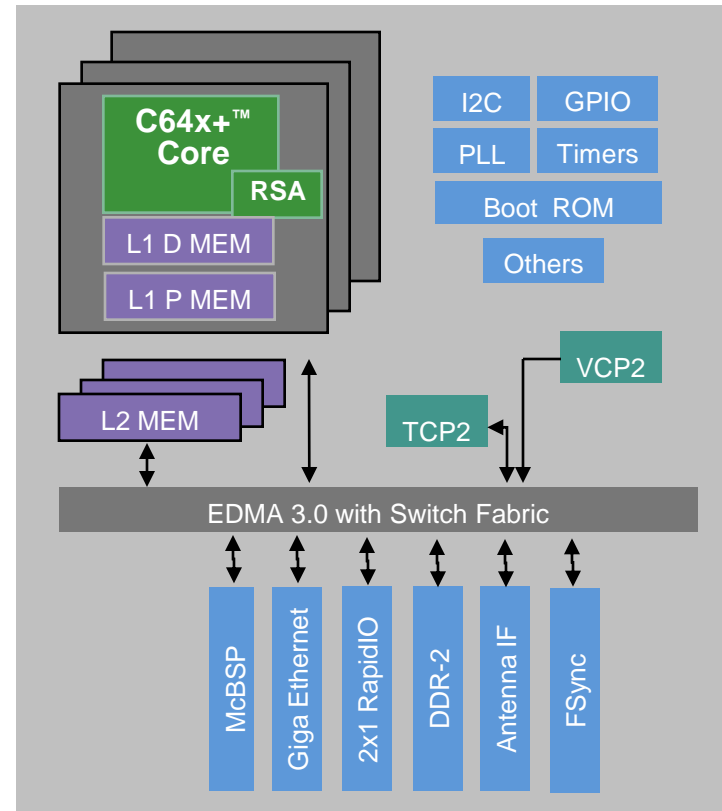 C64x+™
Core
RSA
L1 D MEM
L1 P MEM
I2C
GPIO
PLL
Timers
Boot ROM
Others
VCP2
TCP2
L2 MEM
EDMA 3.0 with Switch Fabric
McBSP
Giga Ethernet
2x1 RapidIO
DDR-2
Antenna IF
FSync